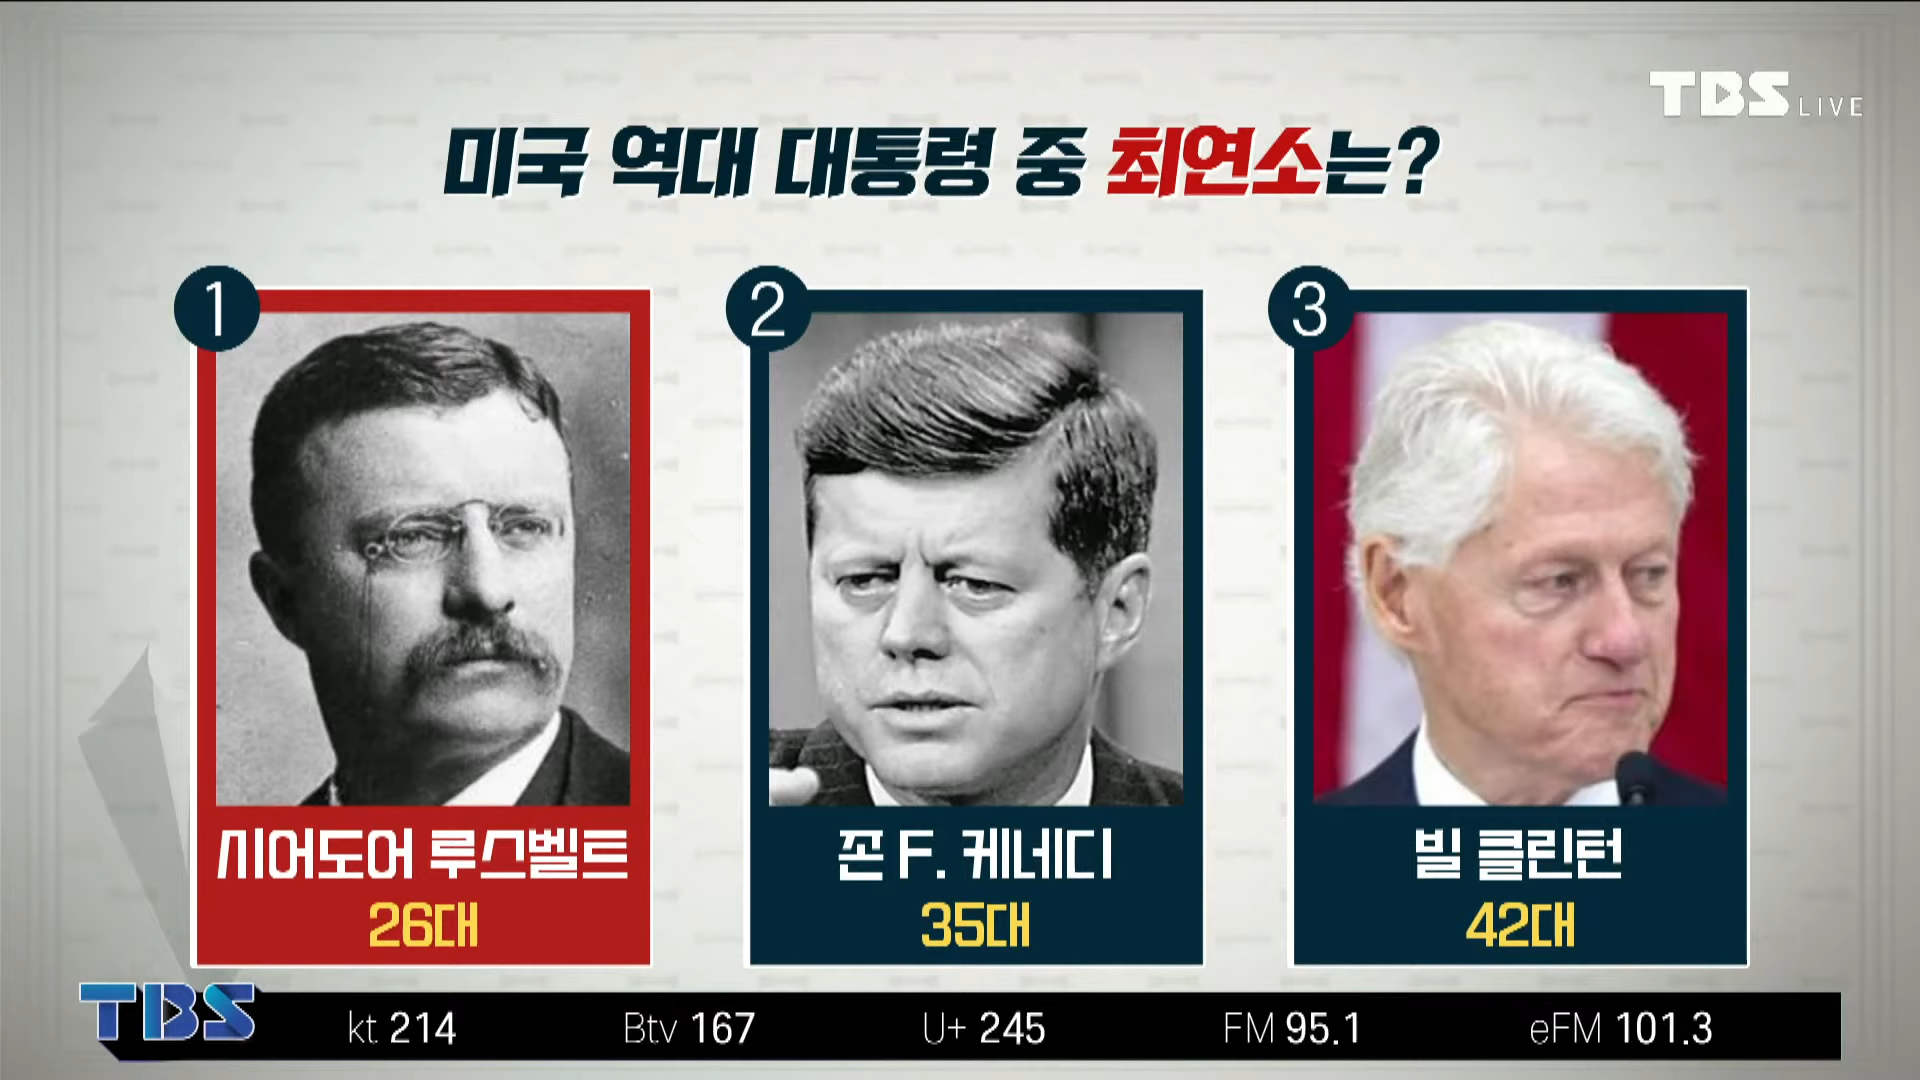 TBS LIVE
미국 역대 대통령 중 최연소는?
1
2
3
시어도어 루스벨트
26대
존 F. 케네디
35대
빌 클린턴
42대
TBS
kt 214
Btv 167
U+ 245
FM 95.1
eFM 101.3